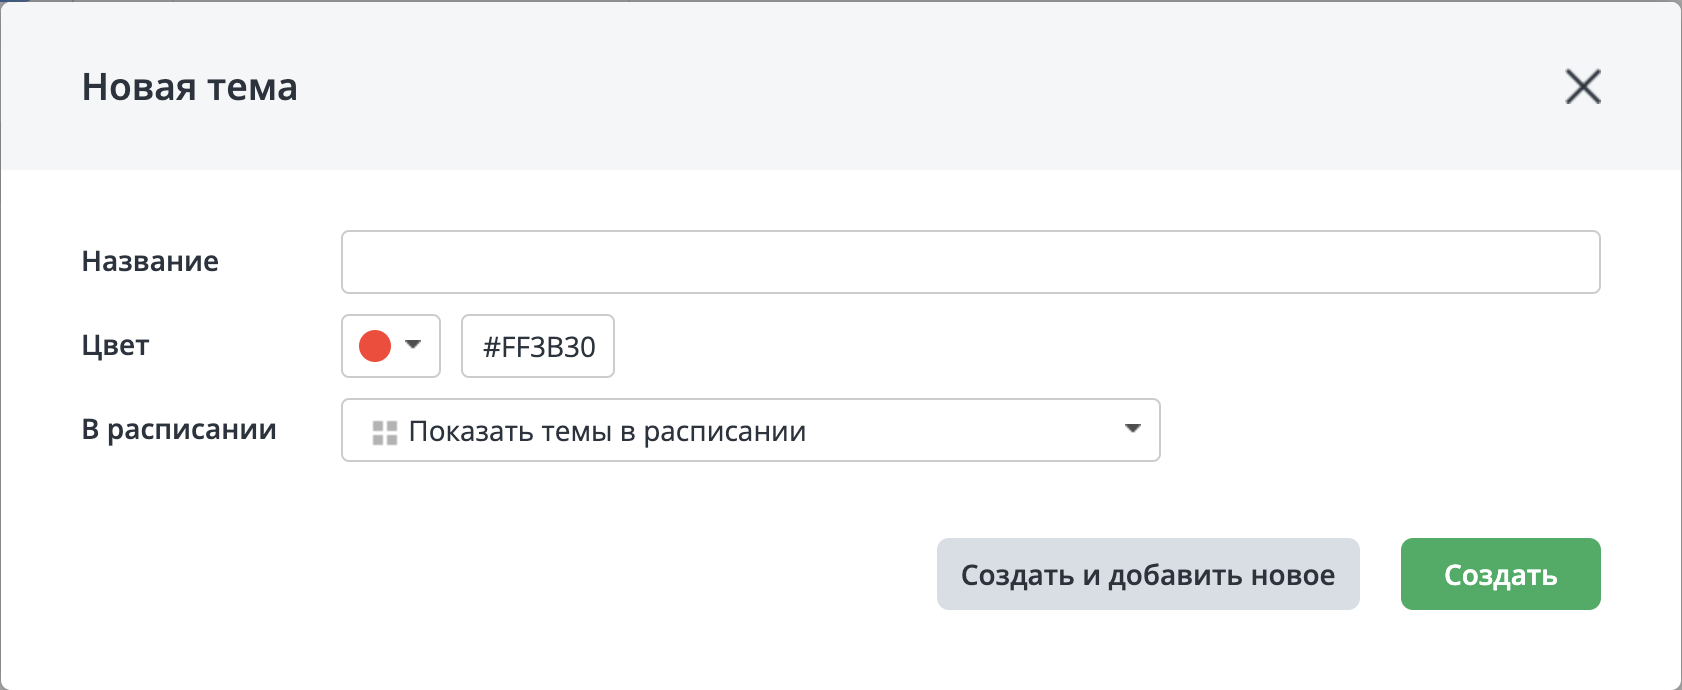 Новая тема
Название
Цвет
#FF3B30
В расписании
Показать темы в расписании
Создать и добавить новое
Создать